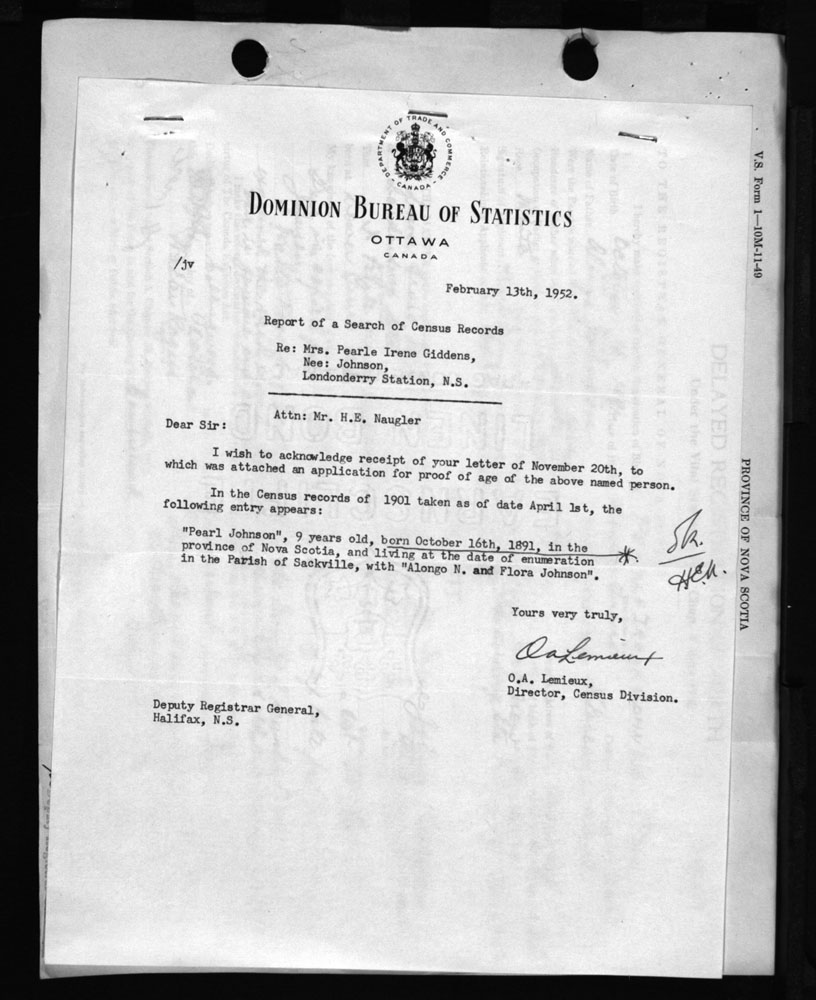 DEPARTMENT OF TRADE AND COMMERCE
CANADA
DOMINION BUREAU OF STATISTICS
OTTAWA
CANADA
/jv
February 13th, 1952.
Report of a Search of Census Records
Re: Mrs. Pearle Irene Giddens,
Nee: Johnson,
Londonderry Station, N.S.
Attn: Mr. H.E. Naugler
Dear Sir:
I wish to acknowledge receipt of your letter of November 20th, to
which was attached an application for proof of age of the above named person.
In the Census records of 1901 taken as of date April 1st, the
following entry appears:
"Pearl Johnson", 9 years old, born October 16th, 1891, in the
province of Nova Scotia, and living at the date of enumeration
in the Parish of Sackville, with "Alongo N. and Flora Johnson".
Ok.
H.E.N.
Yours very truly,
OaLemieux
O.A. Lemieux,
Director, Census Division.
Deputy Registrar General,
Halifax, N.S.
V.S. Form 1—10M-11-49
PROVINCE OF NOVA SCOTIA